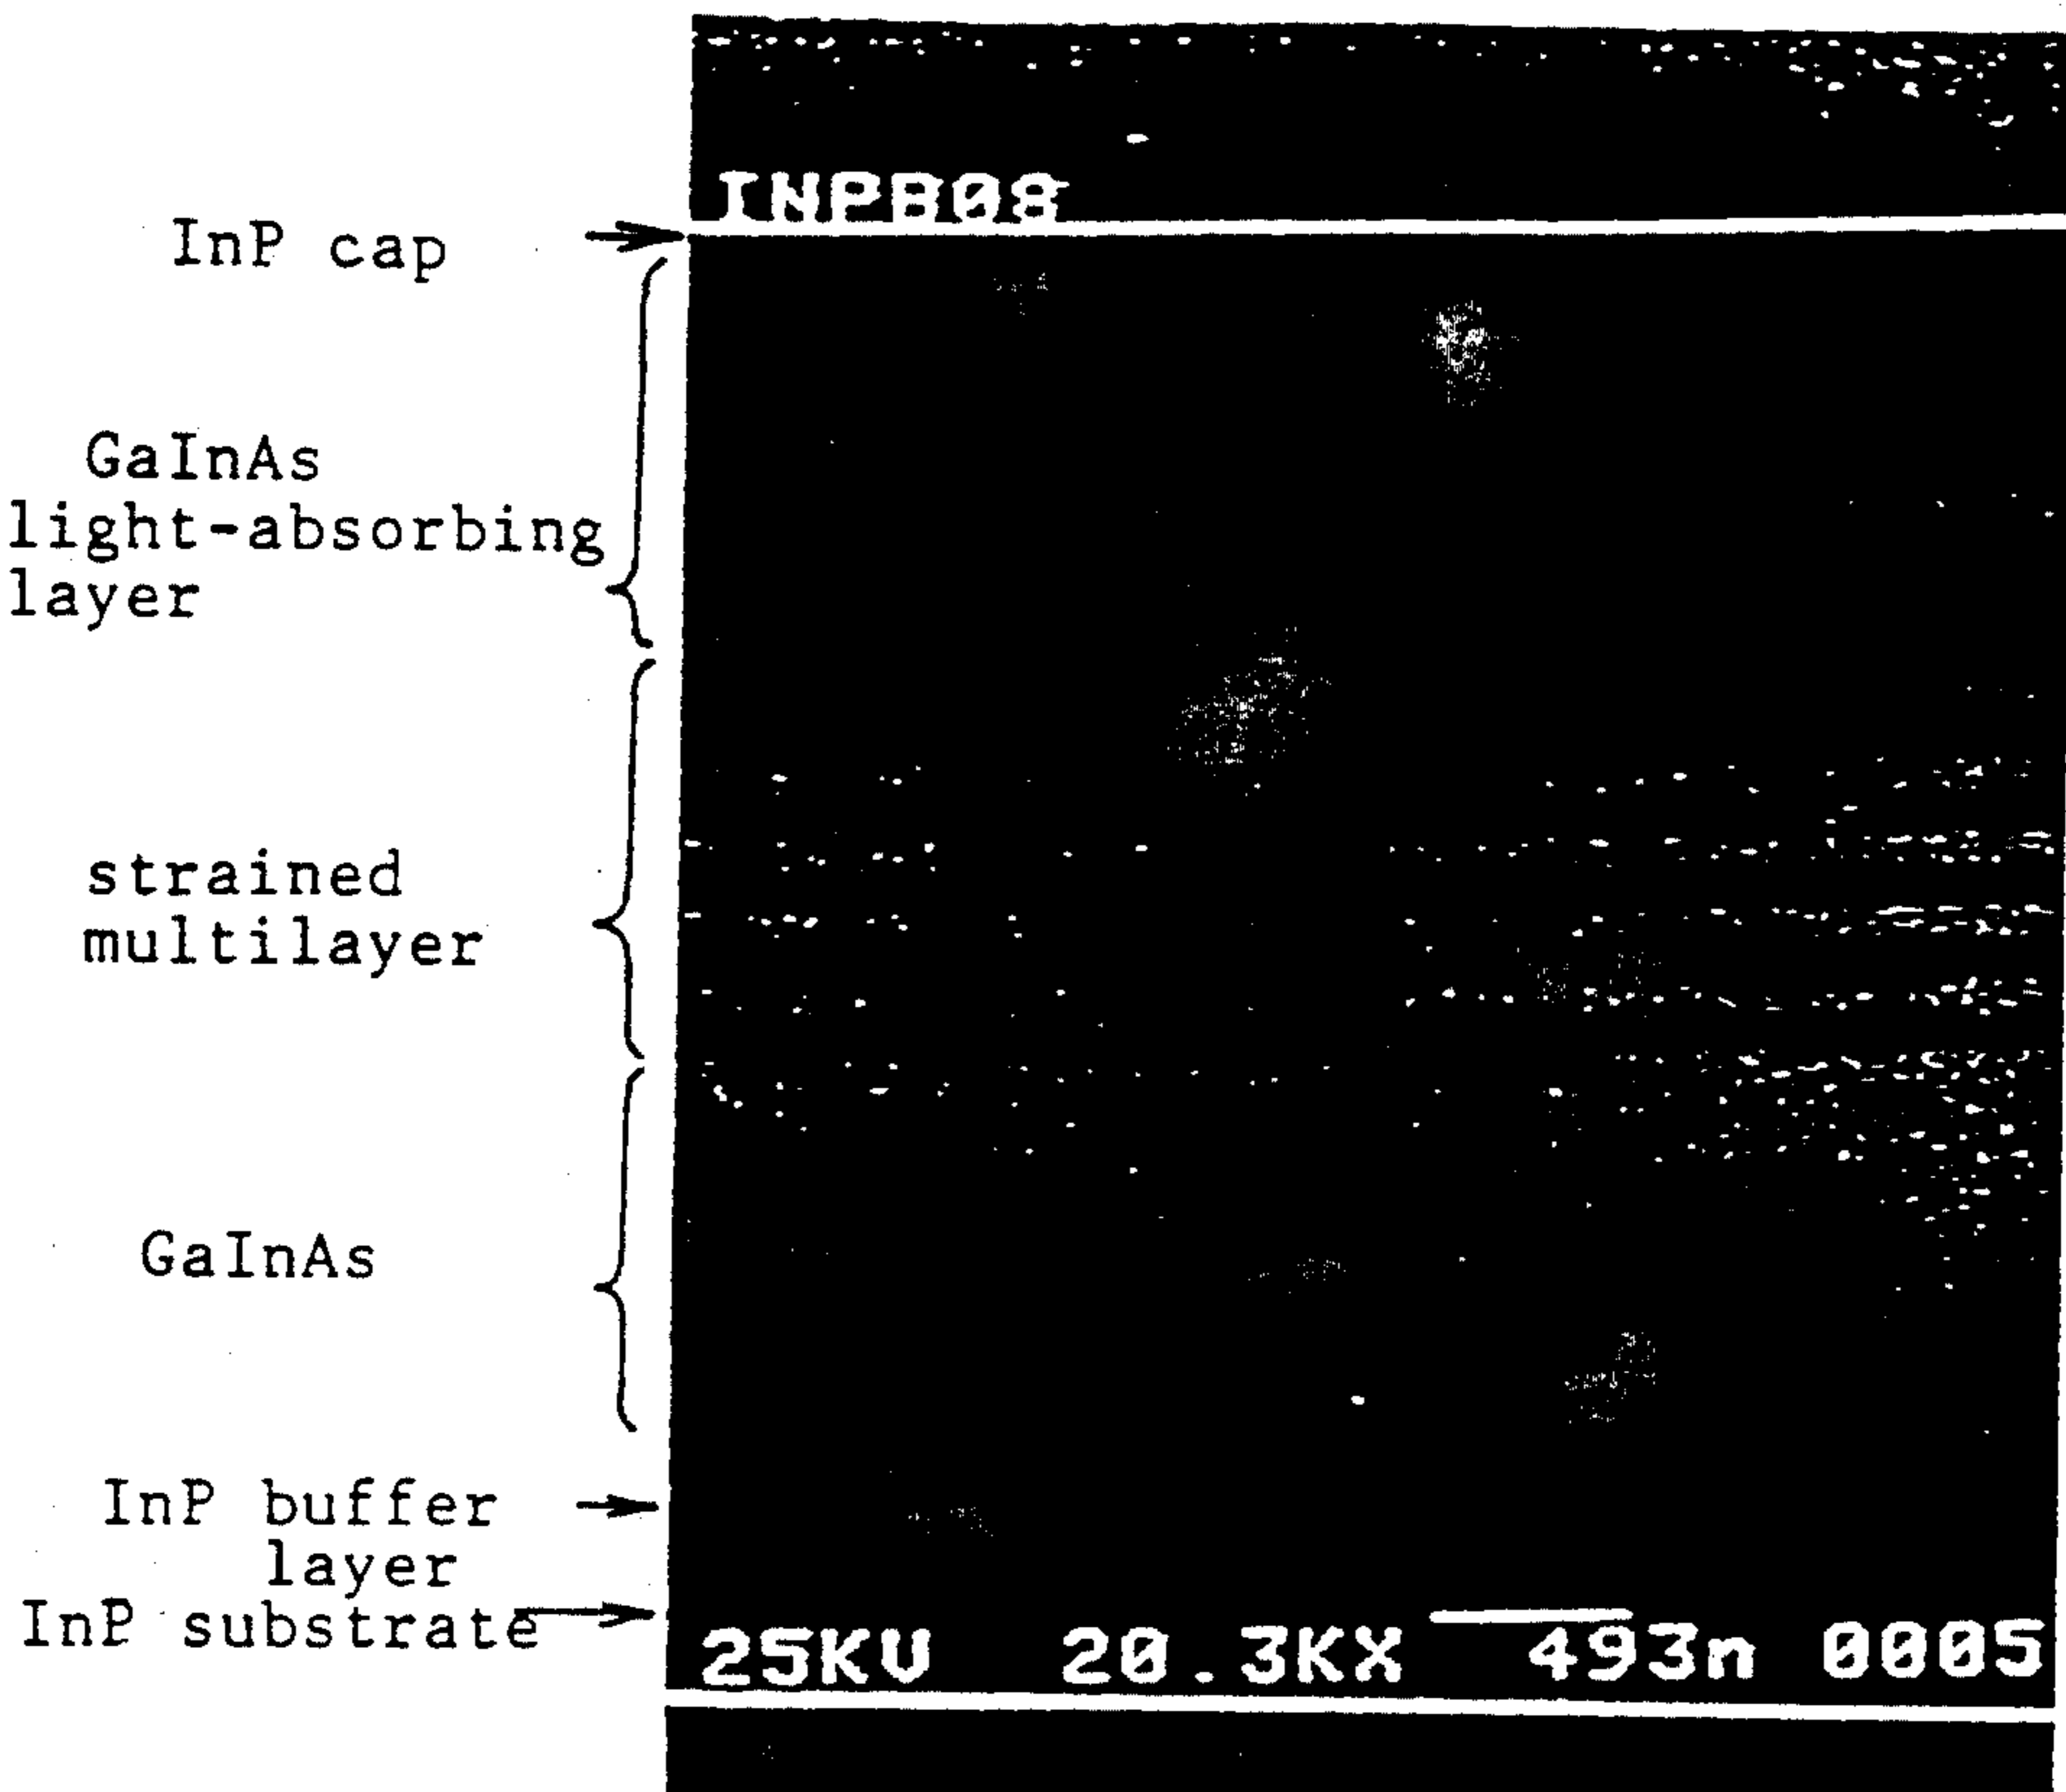 INPB08
InP cap
GaInAs
light-absorbing
layer
strained
multilayer
GaInAs
InP buffer
layer
InP substrate
25KV 20.3KX 493n 0005